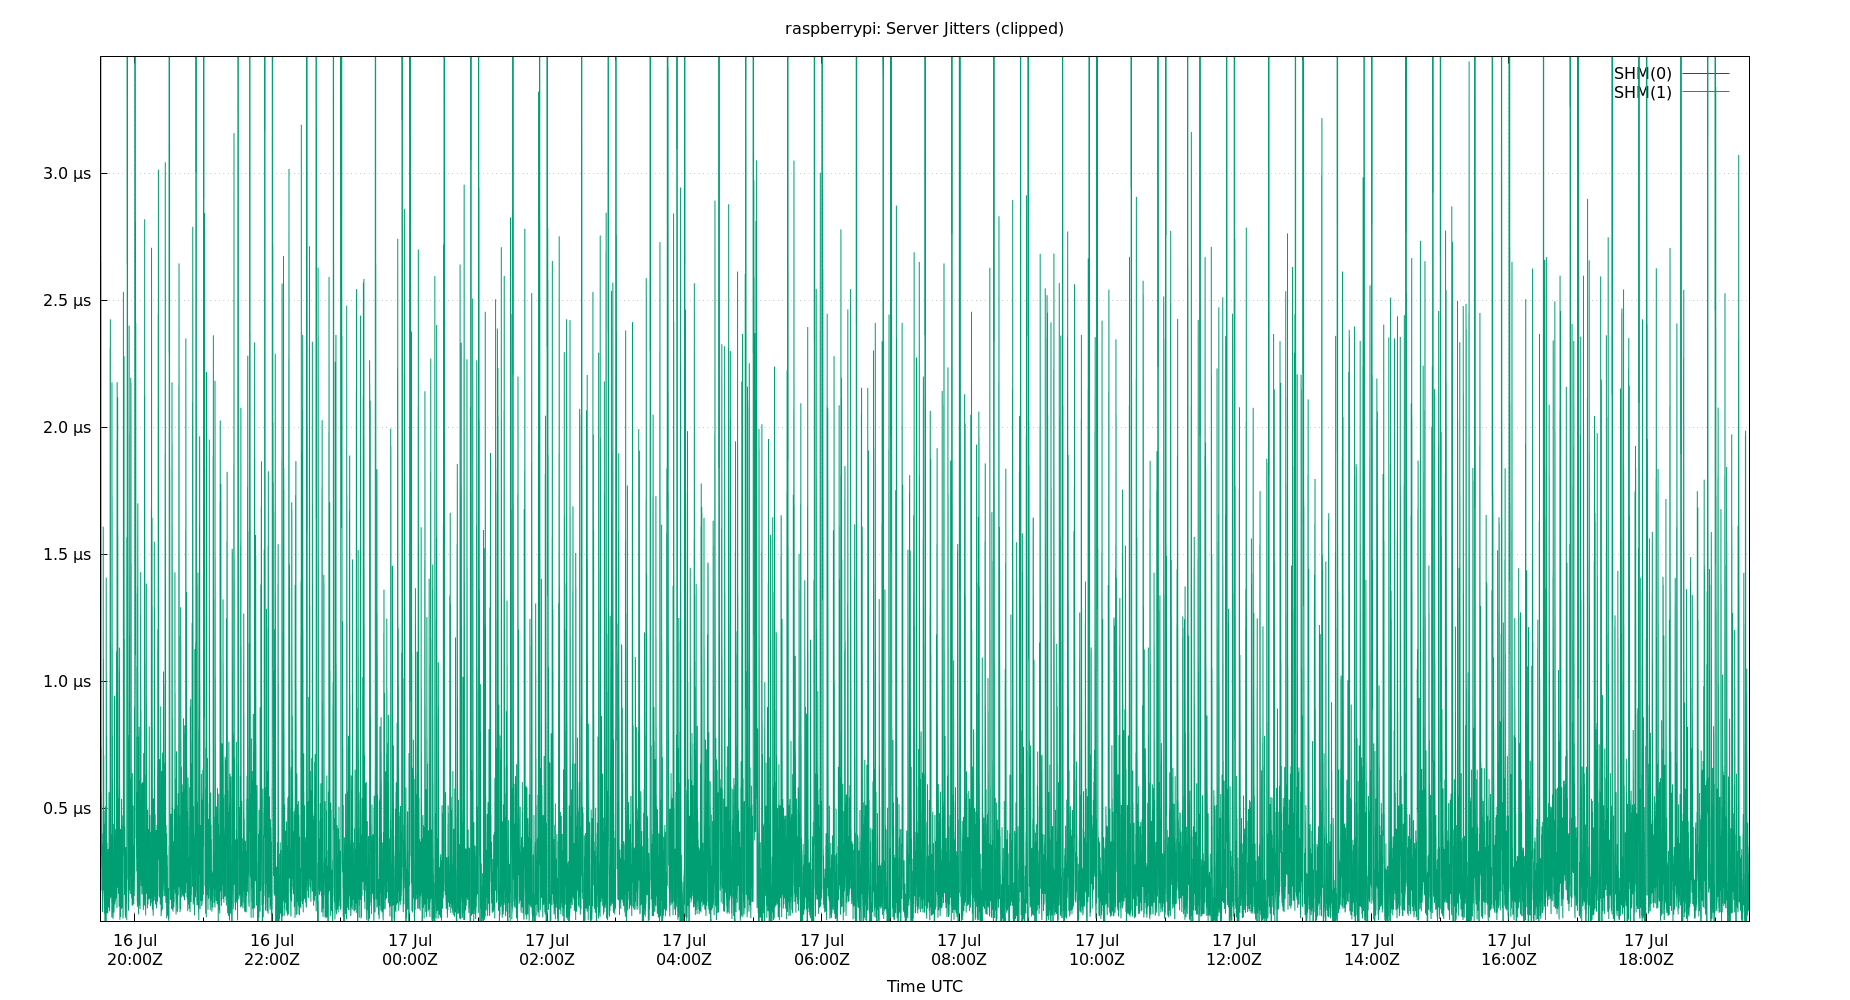 raspberrypi: Server Jitters (clipped)
SHM(0)
SHM(1)
3.0 µs
2.5 µs
2.0 µs
1.5 µs
1.0 µs
0.5 µs
16 Jul 16 Jul 17 Jul 17 Jul 17 Jul 17 Jul 17 Jul 17 Jul 17 Jul 17 Jul 17 Jul 17 Jul
20:00Z 22:00Z 00:00Z 02:00Z 04:00Z 06:00Z 08:00Z 10:00Z 12:00Z 14:00Z 16:00Z 18:00Z
Time UTC